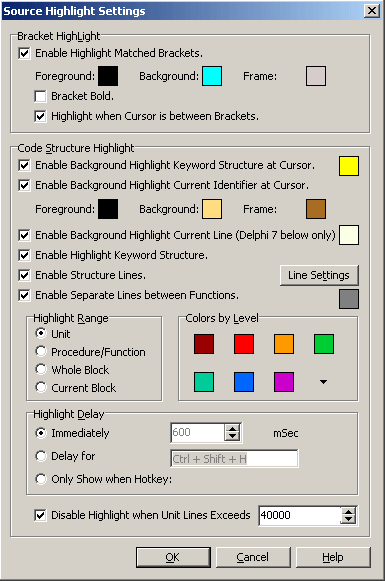 Source Highlight Settings
Bracket HighLight
Enable Highlight Matched Brackets.
Foreground: Background: Frame:
Bracket Bold.
Highlight when Cursor is between Brackets.
Code Structure Highlight
Enable Background Highlight Keyword Structure at Cursor.
Enable Background Highlight Current Identifier at Cursor.
Foreground: Background: Frame:
Enable Background Highlight Current Line (Delphi 7 below only)
Enable Highlight Keyword Structure.
Enable Structure Lines. Line Settings
Enable Separate Lines between Functions.
Highlight Range
Unit
Procedure/Function
Whole Block
Current Block
Colors by Level
Highlight Delay
Immediately 600 mSec
Delay for Ctrl + Shift + H
Only Show when Hotkey:
Disable Highlight when Unit Lines Exceeds 40000
OK Cancel Help